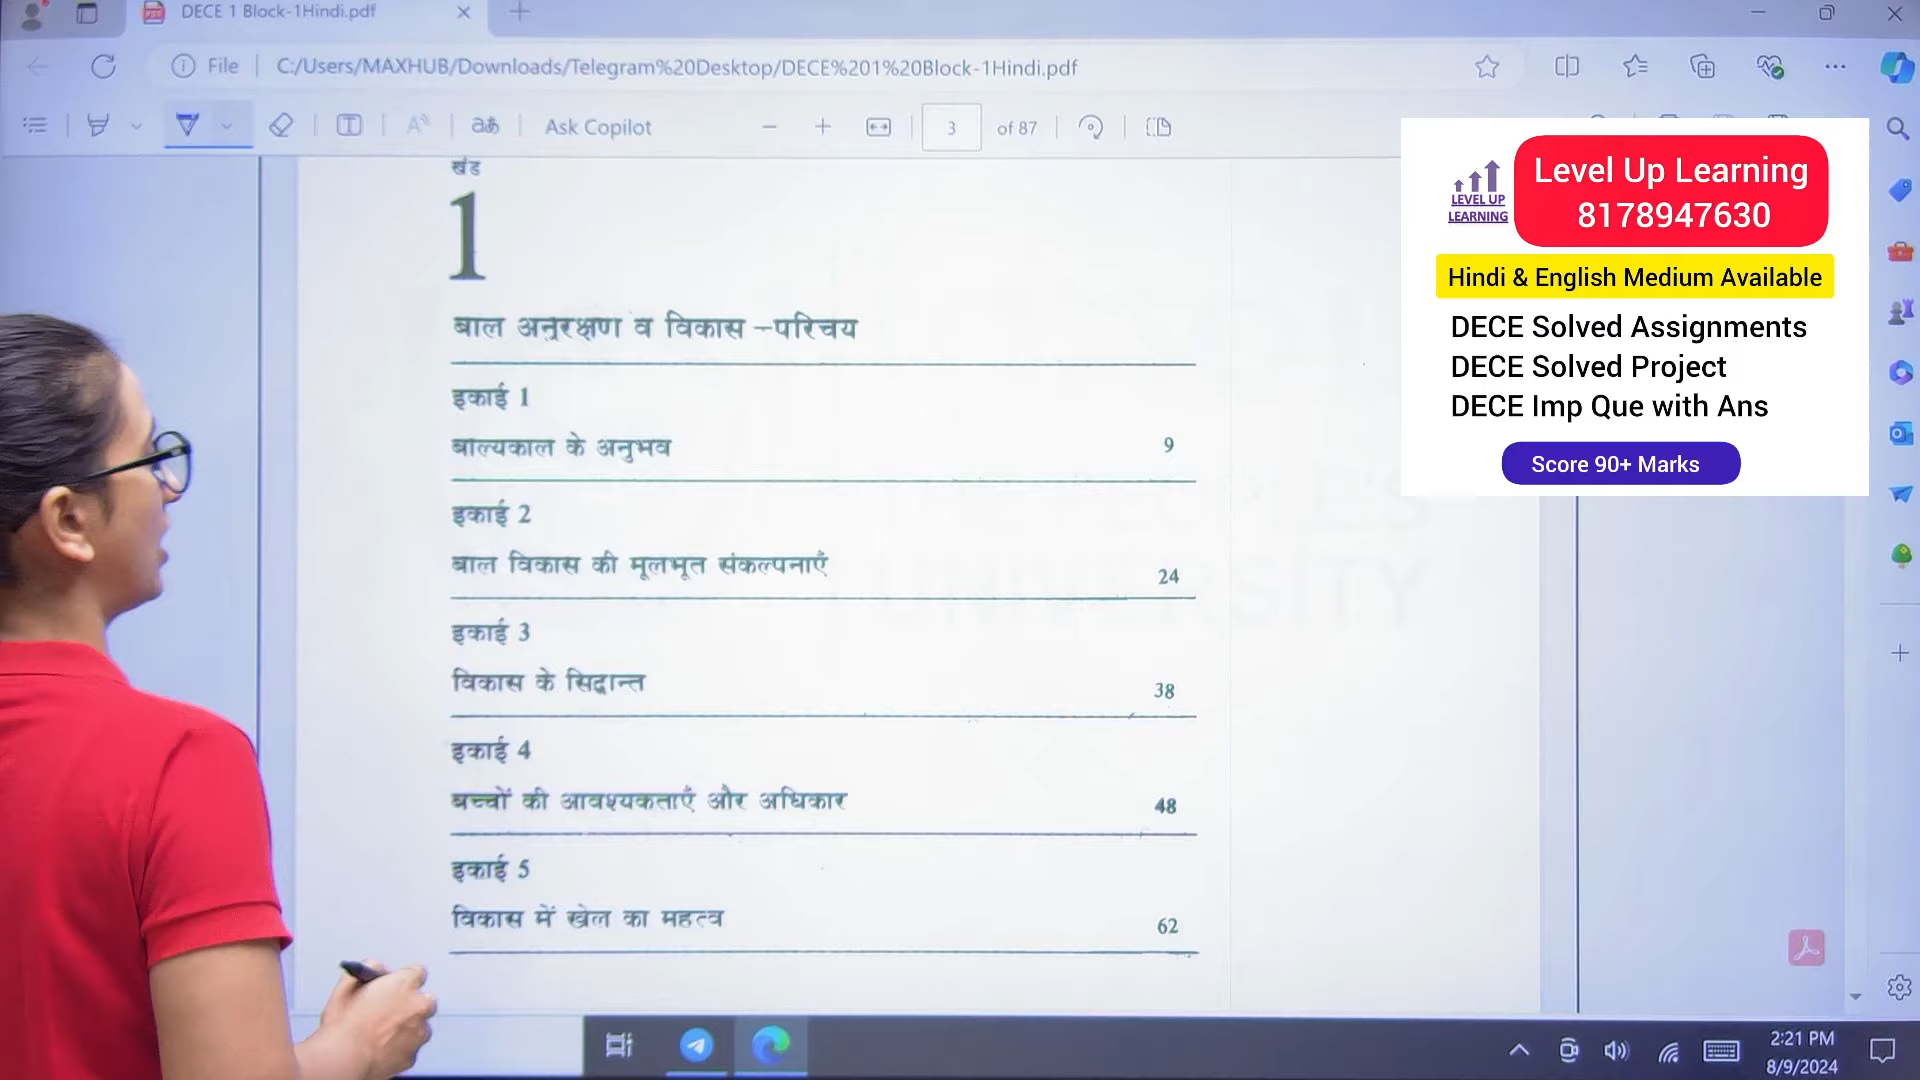 DECE 1 Block-1Hindi.pdf
File
C:/Users/MAXHUB/Downloads/Telegram%20Desktop/DECE%201%20Block-1Hindi.pdf
Ask Copilot
3 of 87
खंड
1
बाल अनुरक्षण व विकास –परिचय
इकाई 1
बाल्यकाल के अनुभव 9
इकाई 2
बाल विकास की मूलभूत संकल्पनाएँ 24
इकाई 3
विकास के सिद्धान्त 38
इकाई 4
बच्चों की आवश्यकताएँ और अधिकार 48
इकाई 5
विकास में खेल का महत्व 62
PEOPLE'S
UNIVERSITY
LEVEL UP
LEARNING
Level Up Learning
8178947630
Hindi & English Medium Available
DECE Solved Assignments
DECE Solved Project
DECE Imp Que with Ans
Score 90+ Marks
2:21 PM
8/9/2024